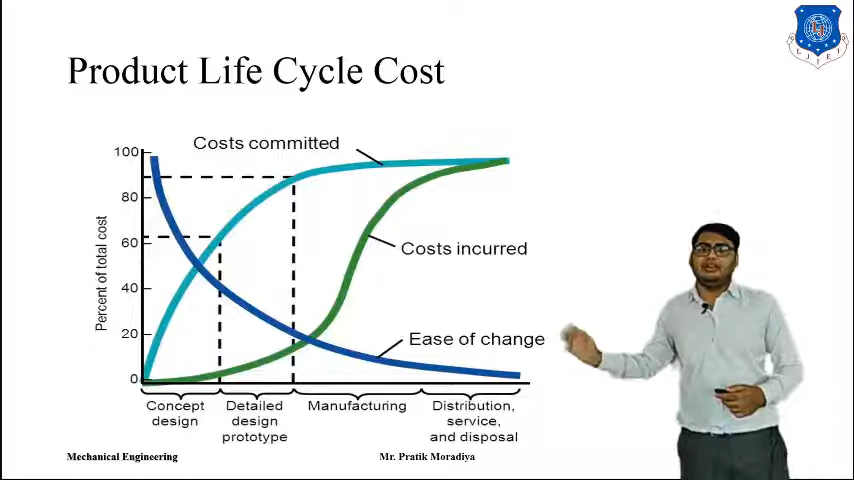 Product Life Cycle Cost
Costs committed
100
80
60
40
20
0
Percent of total cost
Costs incurred
Ease of change
Concept
design
Detailed
design
prototype
Manufacturing
Distribution,
service,
and disposal
Mechanical Engineering
Mr. Pratik Moradiya